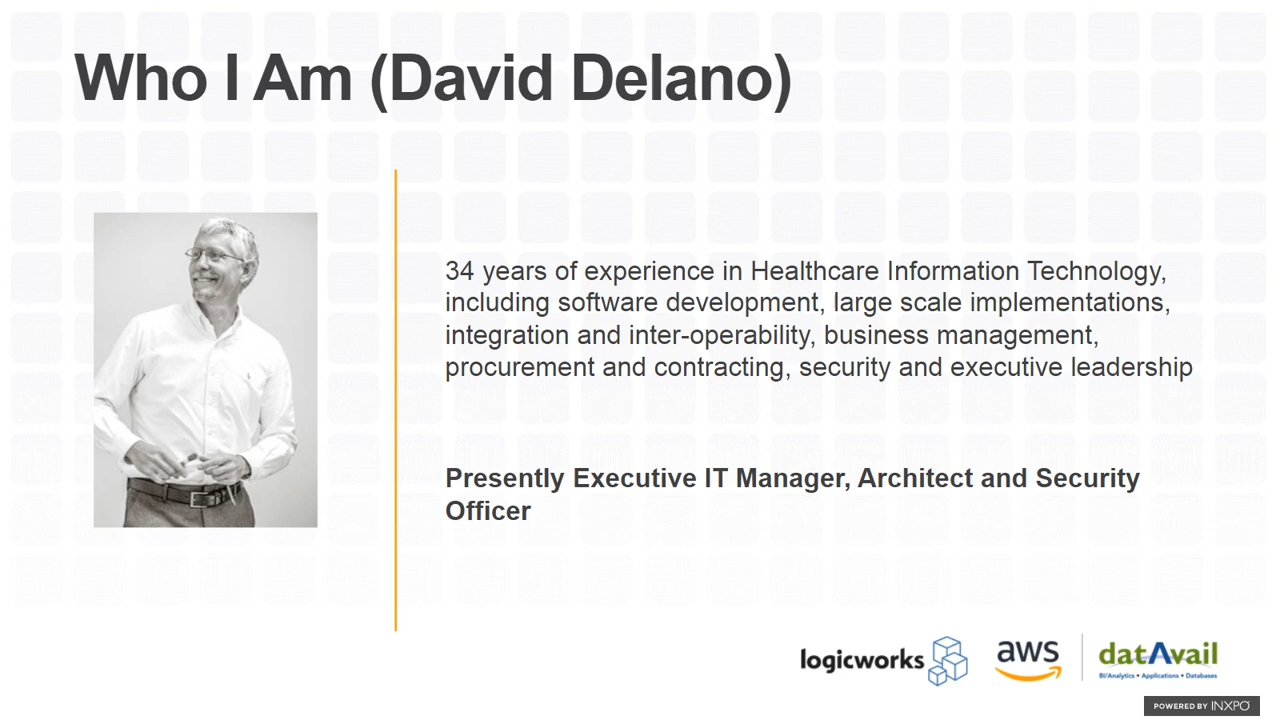 Who I Am (David Delano)
34 years of experience in Healthcare Information Technology,
including software development, large scale implementations,
integration and inter-operability, business management,
procurement and contracting, security and executive leadership
Presently Executive IT Manager, Architect and Security
Officer
logicworks
aws
datAvail
BI/Analytics • Applications • Databases
POWERED BY INXPO